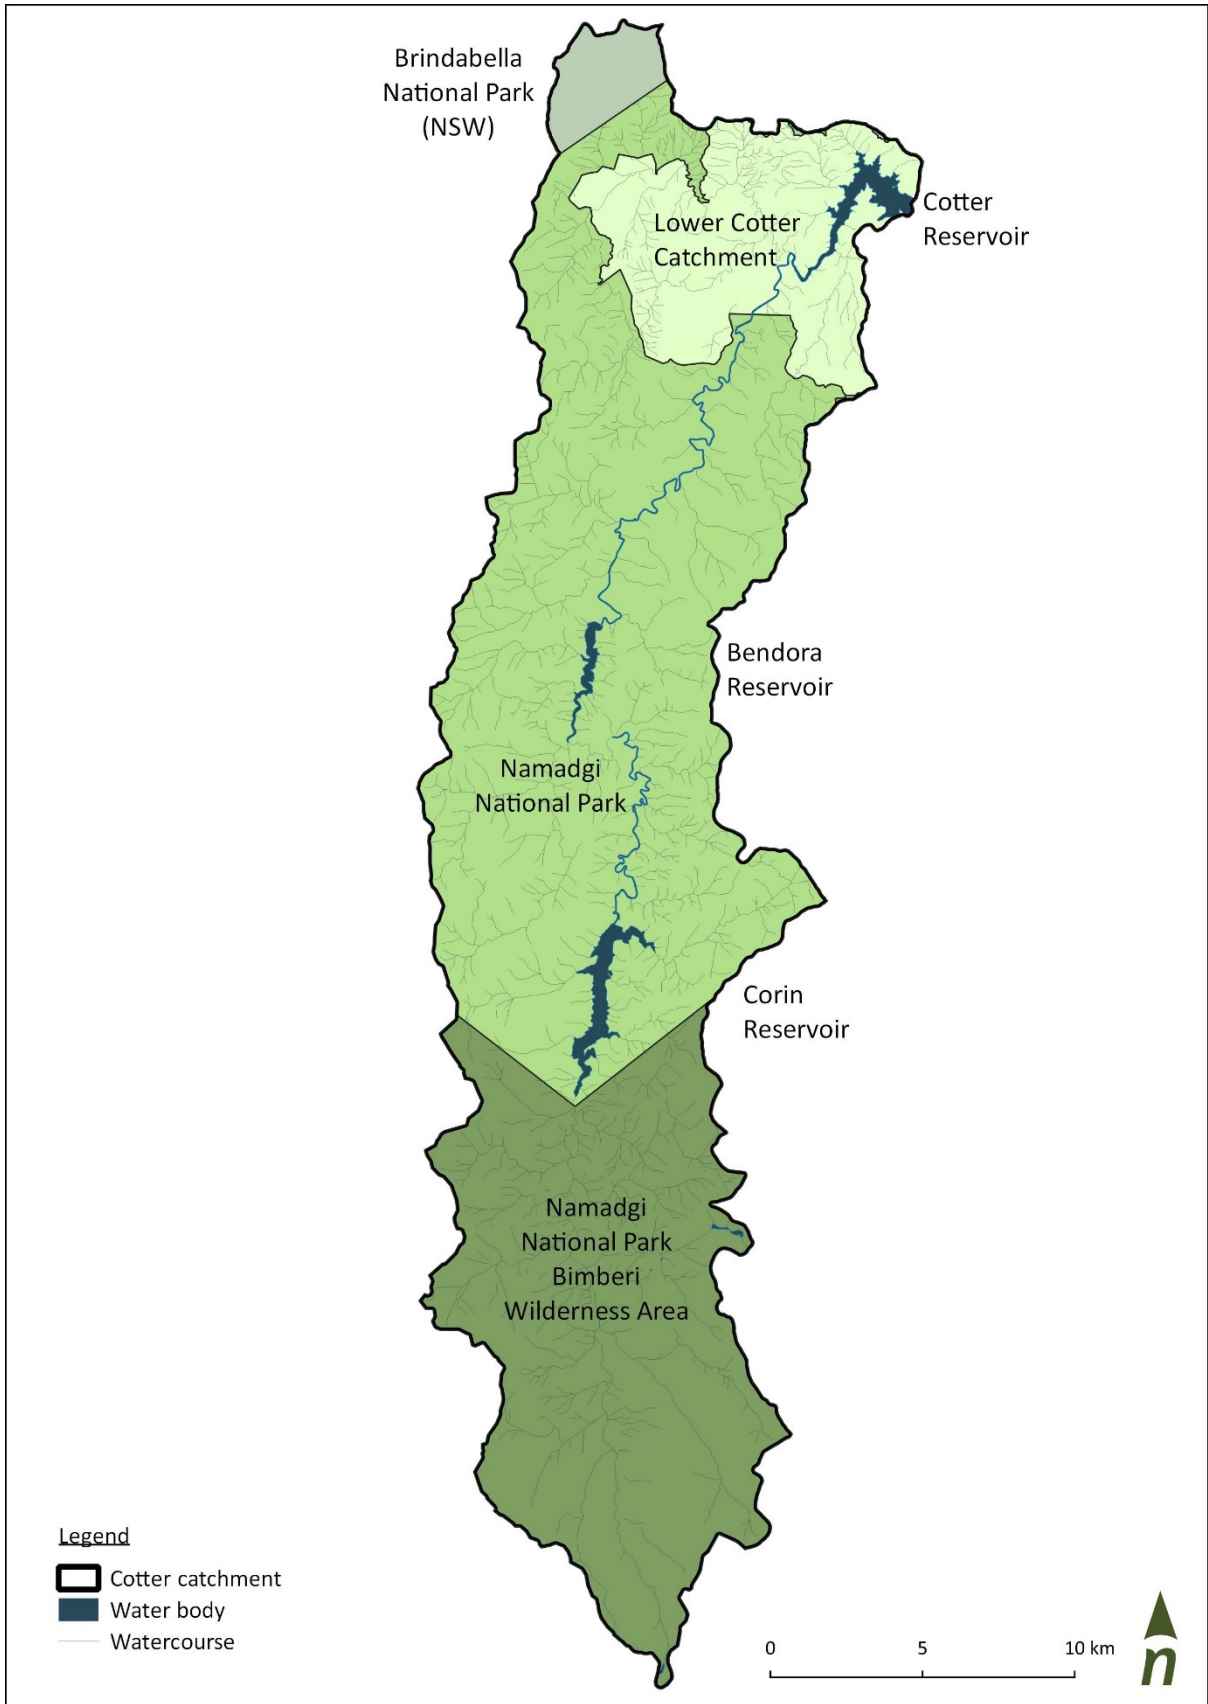 Brindabella
National Park
(NSW)
Lower Cotter
Catchment
Cotter
Reservoir
Bendora
Reservoir
Namadgi
National Park
Corin
Reservoir
Namadgi
National Park
Bimberi
Wilderness Area
Legend
Cotter catchment
Water body
Watercourse
0 5 10 km
n